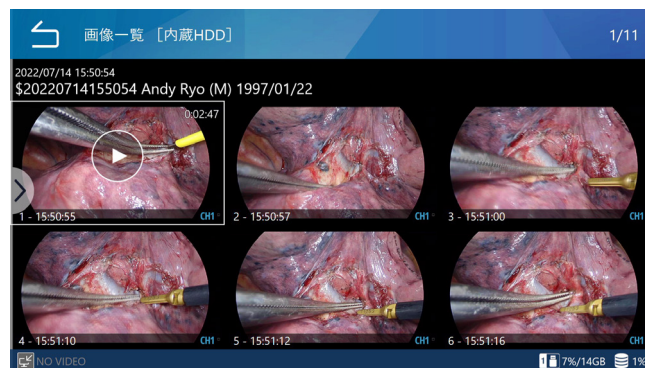 画像一覧 [内蔵HDD] 1/11
2022/07/14 15:50:54
$20220714155054 Andy Ryo (M) 1997/01/22
0:02:47
1 - 15:50:55 CH1
2 - 15:50:57 CH1
3 - 15:51:00 CH1
4 - 15:51:10 CH1
5 - 15:51:12 CH1
6 - 15:51:16 CH1
NO VIDEO 1 7%/14GB 1%